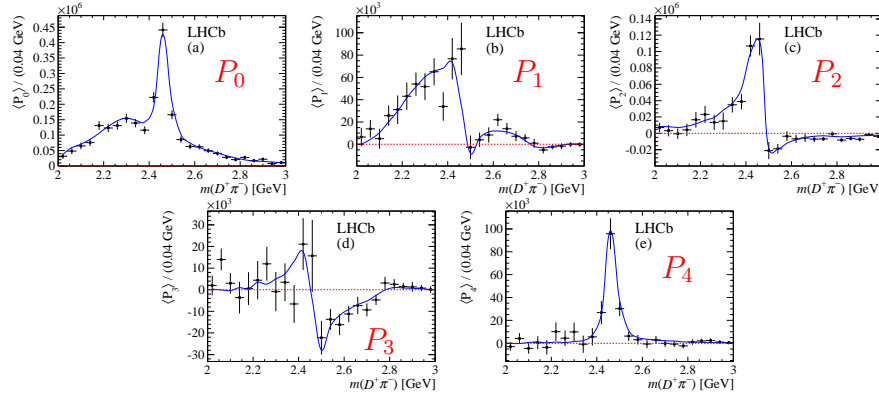 ×10⁶
⟨P₀⟩ / (0.04 GeV)
0.45
0.4
0.35
0.3
0.25
0.2
0.15
0.1
0.05
0
LHCb
(a)
P₀
2 2.2 2.4 2.6 2.8 3
m(D⁺π⁻) [GeV]
×10³
⟨P₁⟩ / (0.04 GeV)
100
80
60
40
20
0
-20
LHCb
(b)
P₁
2 2.2 2.4 2.6 2.8 3
m(D⁺π⁻) [GeV]
×10⁶
⟨P₂⟩ / (0.04 GeV)
0.12
0.1
0.08
0.06
0.04
0.02
0
-0.02
LHCb
(c)
P₂
2 2.2 2.4 2.6 2.8
m(D⁺π⁻) [GeV]
×10³
⟨P₃⟩ / (0.04 GeV)
30
20
10
0
-10
-20
-30
LHCb
(d)
P₃
2 2.2 2.4 2.6 2.8 3
m(D⁺π⁻) [GeV]
×10³
⟨P₄⟩ / (0.04 GeV)
100
80
60
40
20
0
LHCb
(e)
P₄
2 2.2 2.4 2.6 2.8 3
m(D⁺π⁻) [GeV]